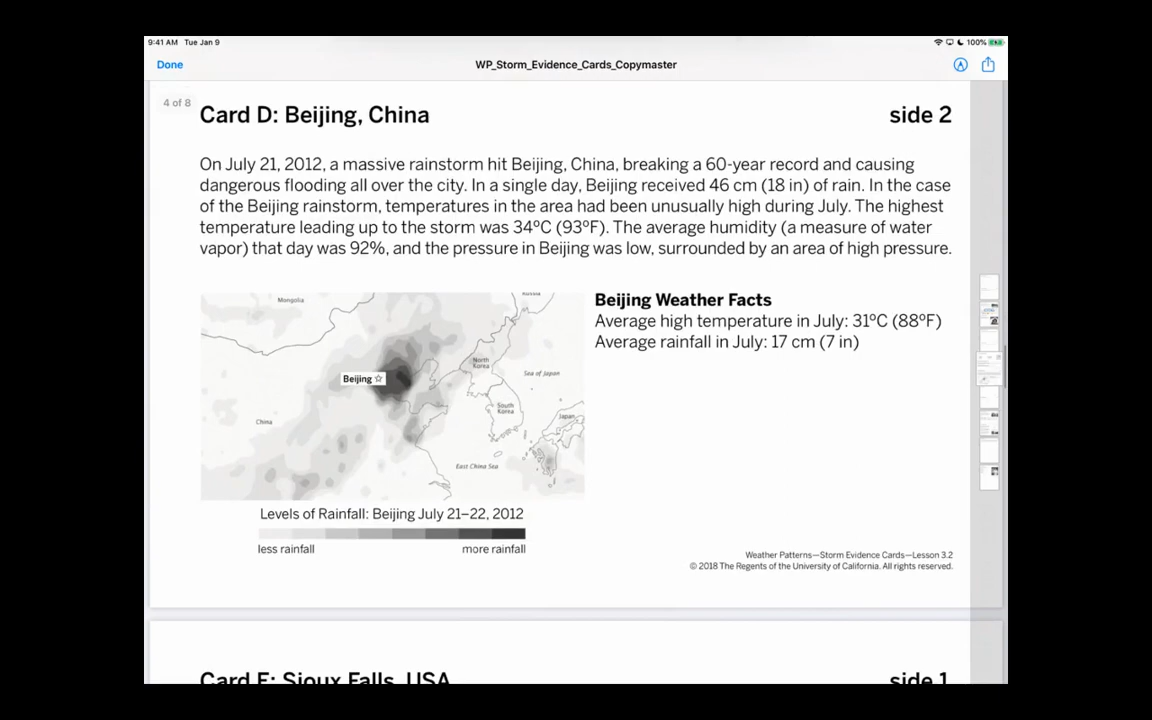 9:41 AM Tue Jan 9
100%
Done
WP_Storm_Evidence_Cards_Copymaster
4 of 8
Card D: Beijing, China
side 2
On July 21, 2012, a massive rainstorm hit Beijing, China, breaking a 60-year record and causing
dangerous flooding all over the city. In a single day, Beijing received 46 cm (18 in) of rain. In the case
of the Beijing rainstorm, temperatures in the area had been unusually high during July. The highest
temperature leading up to the storm was 34ºC (93ºF). The average humidity (a measure of water
vapor) that day was 92%, and the pressure in Beijing was low, surrounded by an area of high pressure.
Mongolia
Russia
Beijing
North
Korea
Sea of Japan
South
Korea
Japan
China
East China Sea
Levels of Rainfall: Beijing July 21–22, 2012
less rainfall
more rainfall
Beijing Weather Facts
Average high temperature in July: 31ºC (88ºF)
Average rainfall in July: 17 cm (7 in)
Weather Patterns—Storm Evidence Cards—Lesson 3.2
© 2018 The Regents of the University of California. All rights reserved.
Card E: Sioux Falls, USA
side 1